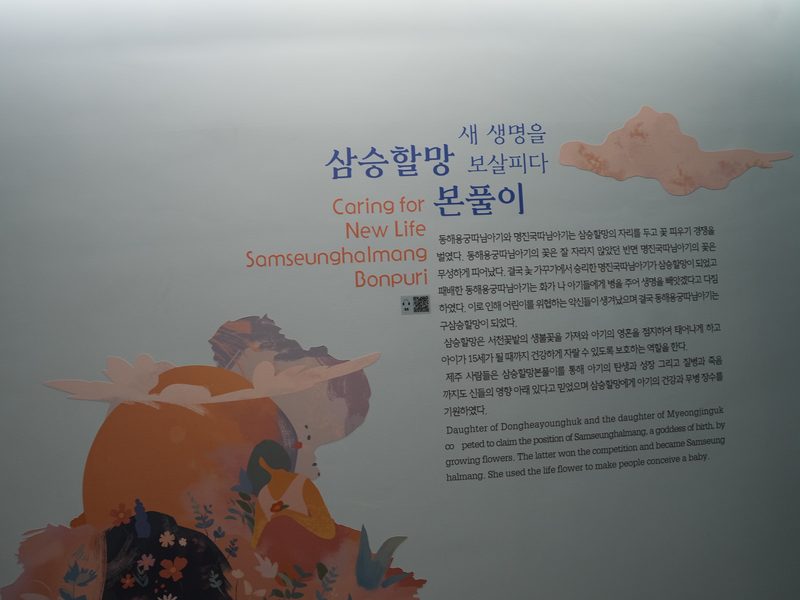 새 생명을
보살피다
삼승할망
본풀이
Caring for
New Life
Samseunghalmang
Bonpuri
동해용궁따님아기와 명진국따님아기는 삼승할망의 자리를 두고 꽃 피우기 경쟁을
벌였다. 동해용궁따님아기의 꽃은 잘 자라지 않았던 반면 명진국따님아기의 꽃은
무성하게 피어났다. 결국 꽃 가꾸기에서 승리한 명진국따님아기가 삼승할망이 되었고
패배한 동해용궁따님아기는 화가 나 아기들에게 병을 주어 생명을 빼앗겠다고 다짐
하였다. 이로 인해 어린이를 위협하는 악신들이 생겨났으며 결국 동해용궁따님아기는
구삼승할망이 되었다.
삼승할망은 서천꽃밭의 생불꽃을 가져와 아기의 영혼을 점지하여 태어나게 하고
아이가 15세가 될 때까지 건강하게 자랄 수 있도록 보호하는 역할을 한다.
제주 사람들은 삼승할망본풀이를 통해 아기의 탄생과 성장 그리고 질병과 죽음
까지도 신들의 영향 아래 있다고 믿었으며 삼승할망에게 아기의 건강과 무병 장수를
기원하였다.
Daughter of Dongheayounghuk and the daughter of Myeongjinguk
co peted to claim the position of Samseunghalmang, a goddess of birth, by
growing flowers. The latter won the competition and became Samseung
halmang. She used the life flower to make people conceive a baby.